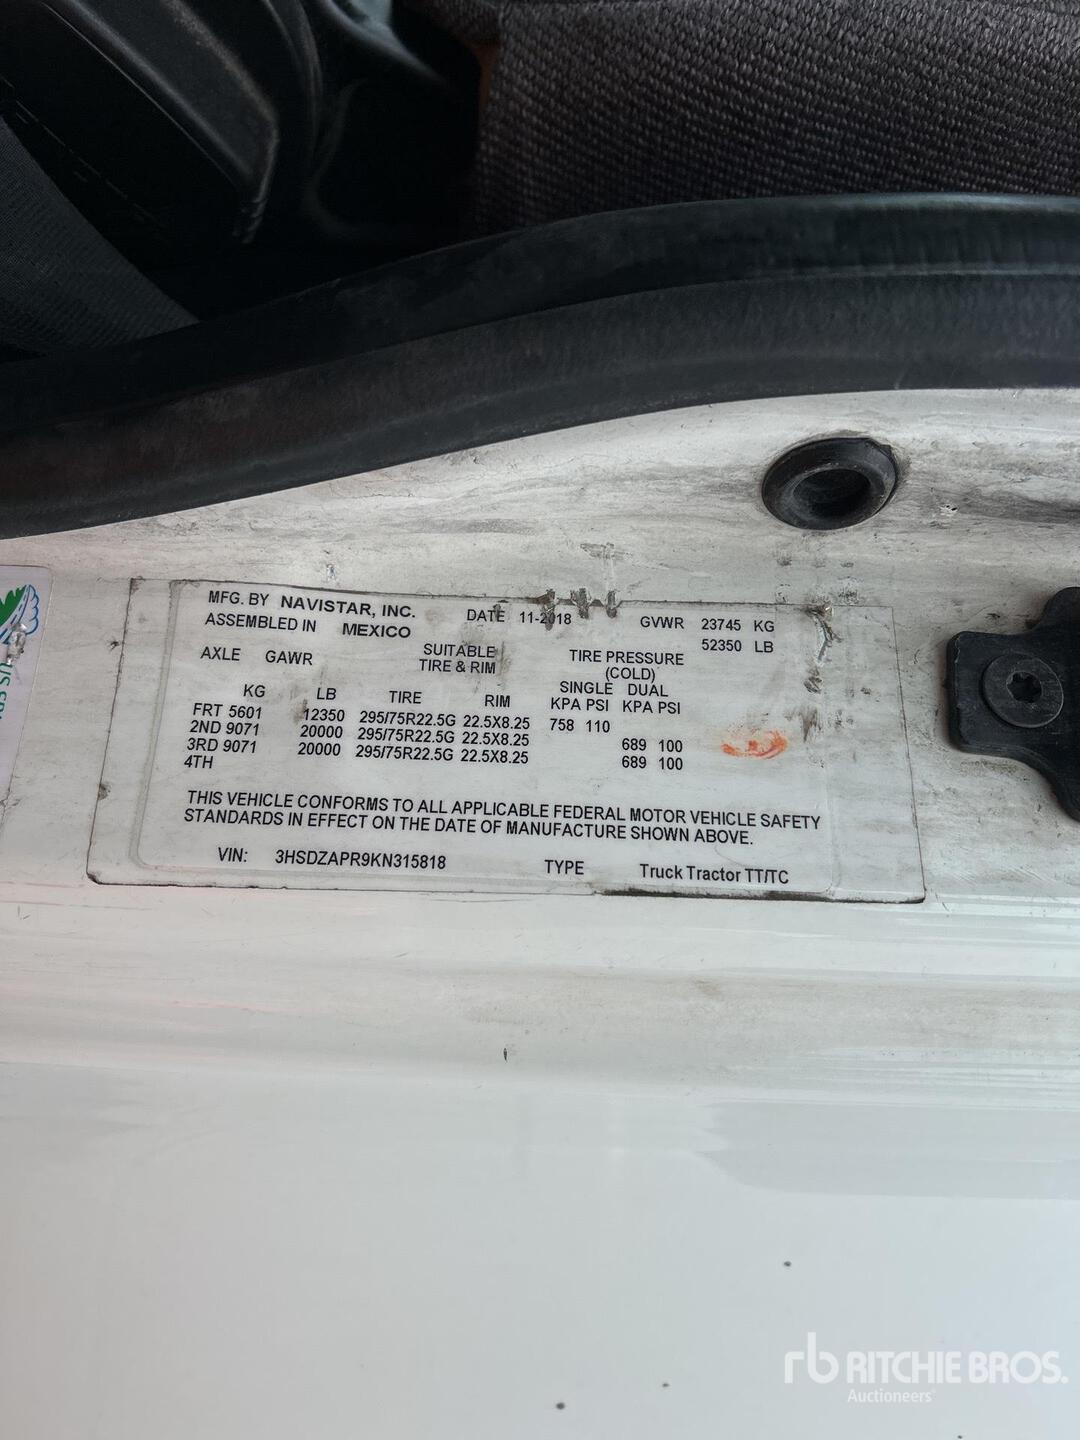 MFG. BY NAVISTAR, INC. DATE 11-2018 GVWR 23745 KG
ASSEMBLED IN MEXICO 52350 LB
AXLE GAWR SUITABLE TIRE PRESSURE
TIRE & RIM (COLD)
SINGLE DUAL
KG LB TIRE RIM KPA PSI KPA PSI
FRT 5601 12350 295/75R22.5G 22.5X8.25 758 110
2ND 9071 20000 295/75R22.5G 22.5X8.25 689 100
3RD 9071 20000 295/75R22.5G 22.5X8.25 689 100
4TH
THIS VEHICLE CONFORMS TO ALL APPLICABLE FEDERAL MOTOR VEHICLE SAFETY
STANDARDS IN EFFECT ON THE DATE OF MANUFACTURE SHOWN ABOVE.
VIN: 3HSDZAPR9KN315818 TYPE Truck Tractor TT/TC
rb RITCHIE BROS.
Auctioneers